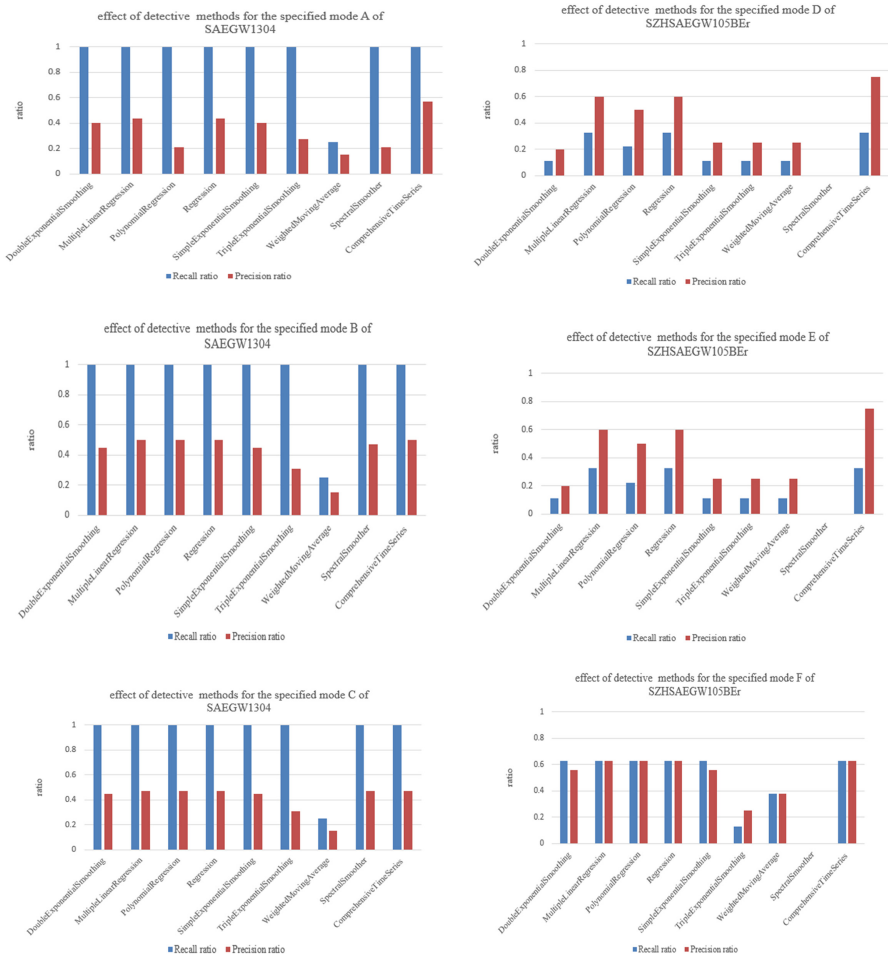 effect of detective methods for the specified mode A of
SAEGW1304
ratio
1
0.8
0.6
0.4
0.2
0
DoubleExponentialSmoothing
MultipleLinearRegression
PolynomialRegression
Regression
SimpleExponentialSmoothing
TripleExponentialSmoothing
WeightedMovingAverage
SpectralSmoother
ComprehensiveTimeSeries
Recall ratio Precision ratio
effect of detective methods for the specified mode D of
SZHSAEGW105BEr
ratio
1
0.8
0.6
0.4
0.2
0
DoubleExponentialSmoothing
MultipleLinearRegression
PolynomialRegression
Regression
SimpleExponentialSmoothing
TripleExponentialSmoothing
WeightedMovingAverage
SpectralSmoother
ComprehensiveTimeSeries
Recall ratio Precision ratio
effect of detective methods for the specified mode B of
SAEGW1304
ratio
1
0.8
0.6
0.4
0.2
0
DoubleExponentialSmoothing
MultipleLinearRegression
PolynomialRegression
Regression
SimpleExponentialSmoothing
TripleExponentialSmoothing
WeightedMovingAverage
SpectralSmoother
ComprehensiveTimeSeries
Recall ratio Precision ratio
effect of detective methods for the specified mode E of
SZHSAEGW105BEr
ratio
1
0.8
0.6
0.4
0.2
0
DoubleExponentialSmoothing
MultipleLinearRegression
PolynomialRegression
Regression
SimpleExponentialSmoothing
TripleExponentialSmoothing
WeightedMovingAverage
SpectralSmoother
ComprehensiveTimeSeries
Recall ratio Precision ratio
effect of detective methods for the specified mode C of
SAEGW1304
ratio
1
0.8
0.6
0.4
0.2
0
DoubleExponentialSmoothing
MultipleLinearRegression
PolynomialRegression
Regression
SimpleExponentialSmoothing
TripleExponentialSmoothing
WeightedMovingAverage
SpectralSmoother
ComprehensiveTimeSeries
Recall ratio Precision ratio
effect of detective methods for the specified mode F of
SZHSAEGW105BEr
ratio
1
0.8
0.6
0.4
0.2
0
DoubleExponentialSmoothing
MultipleLinearRegression
PolynomialRegression
Regression
SimpleExponentialSmoothing
TripleExponentialSmoothing
WeightedMovingAverage
SpectralSmoother
ComprehensiveTimeSeries
Recall ratio Precision ratio